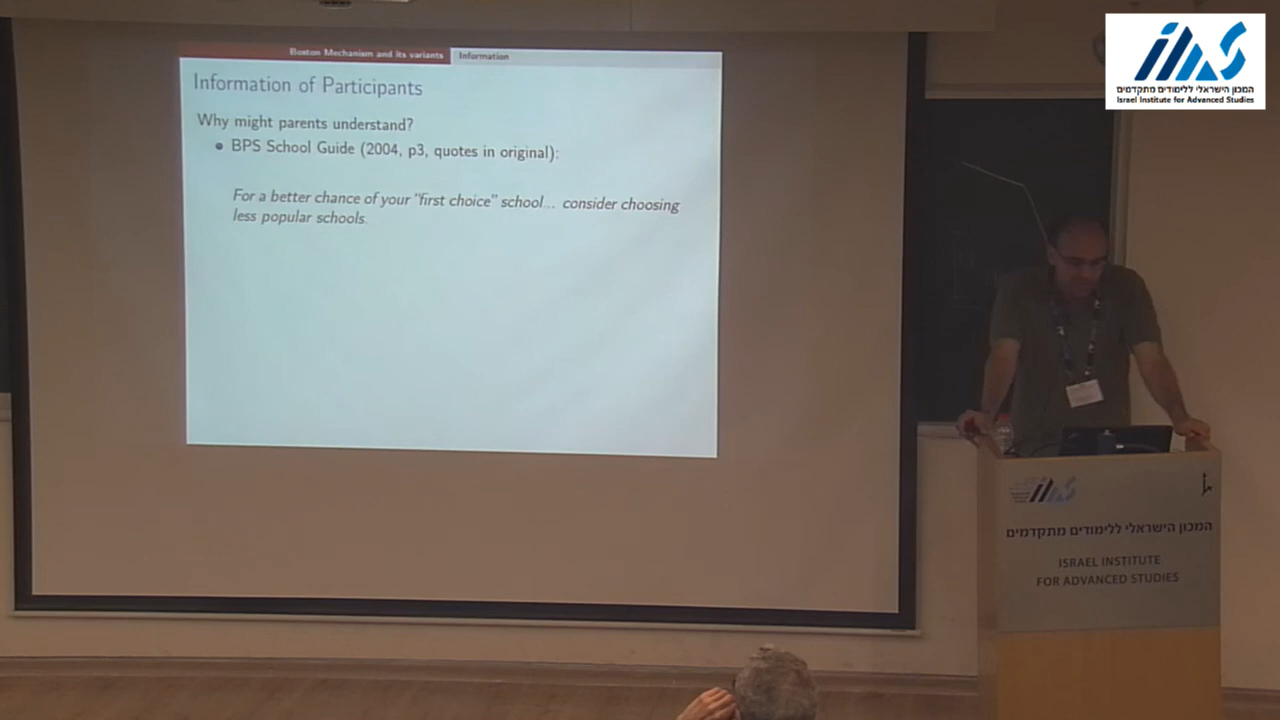 Boston Mechanism and its variants
Information
Information of Participants
Why might parents understand?
• BPS School Guide (2004, p3, quotes in original):
For a better chance of your "first choice" school... consider choosing
less popular schools.
המכון הישראלי ללימודים מתקדמים
Israel Institute for Advanced Studies
המכון הישראלי ללימודים מתקדמים
ISRAEL INSTITUTE
FOR ADVANCED STUDIES